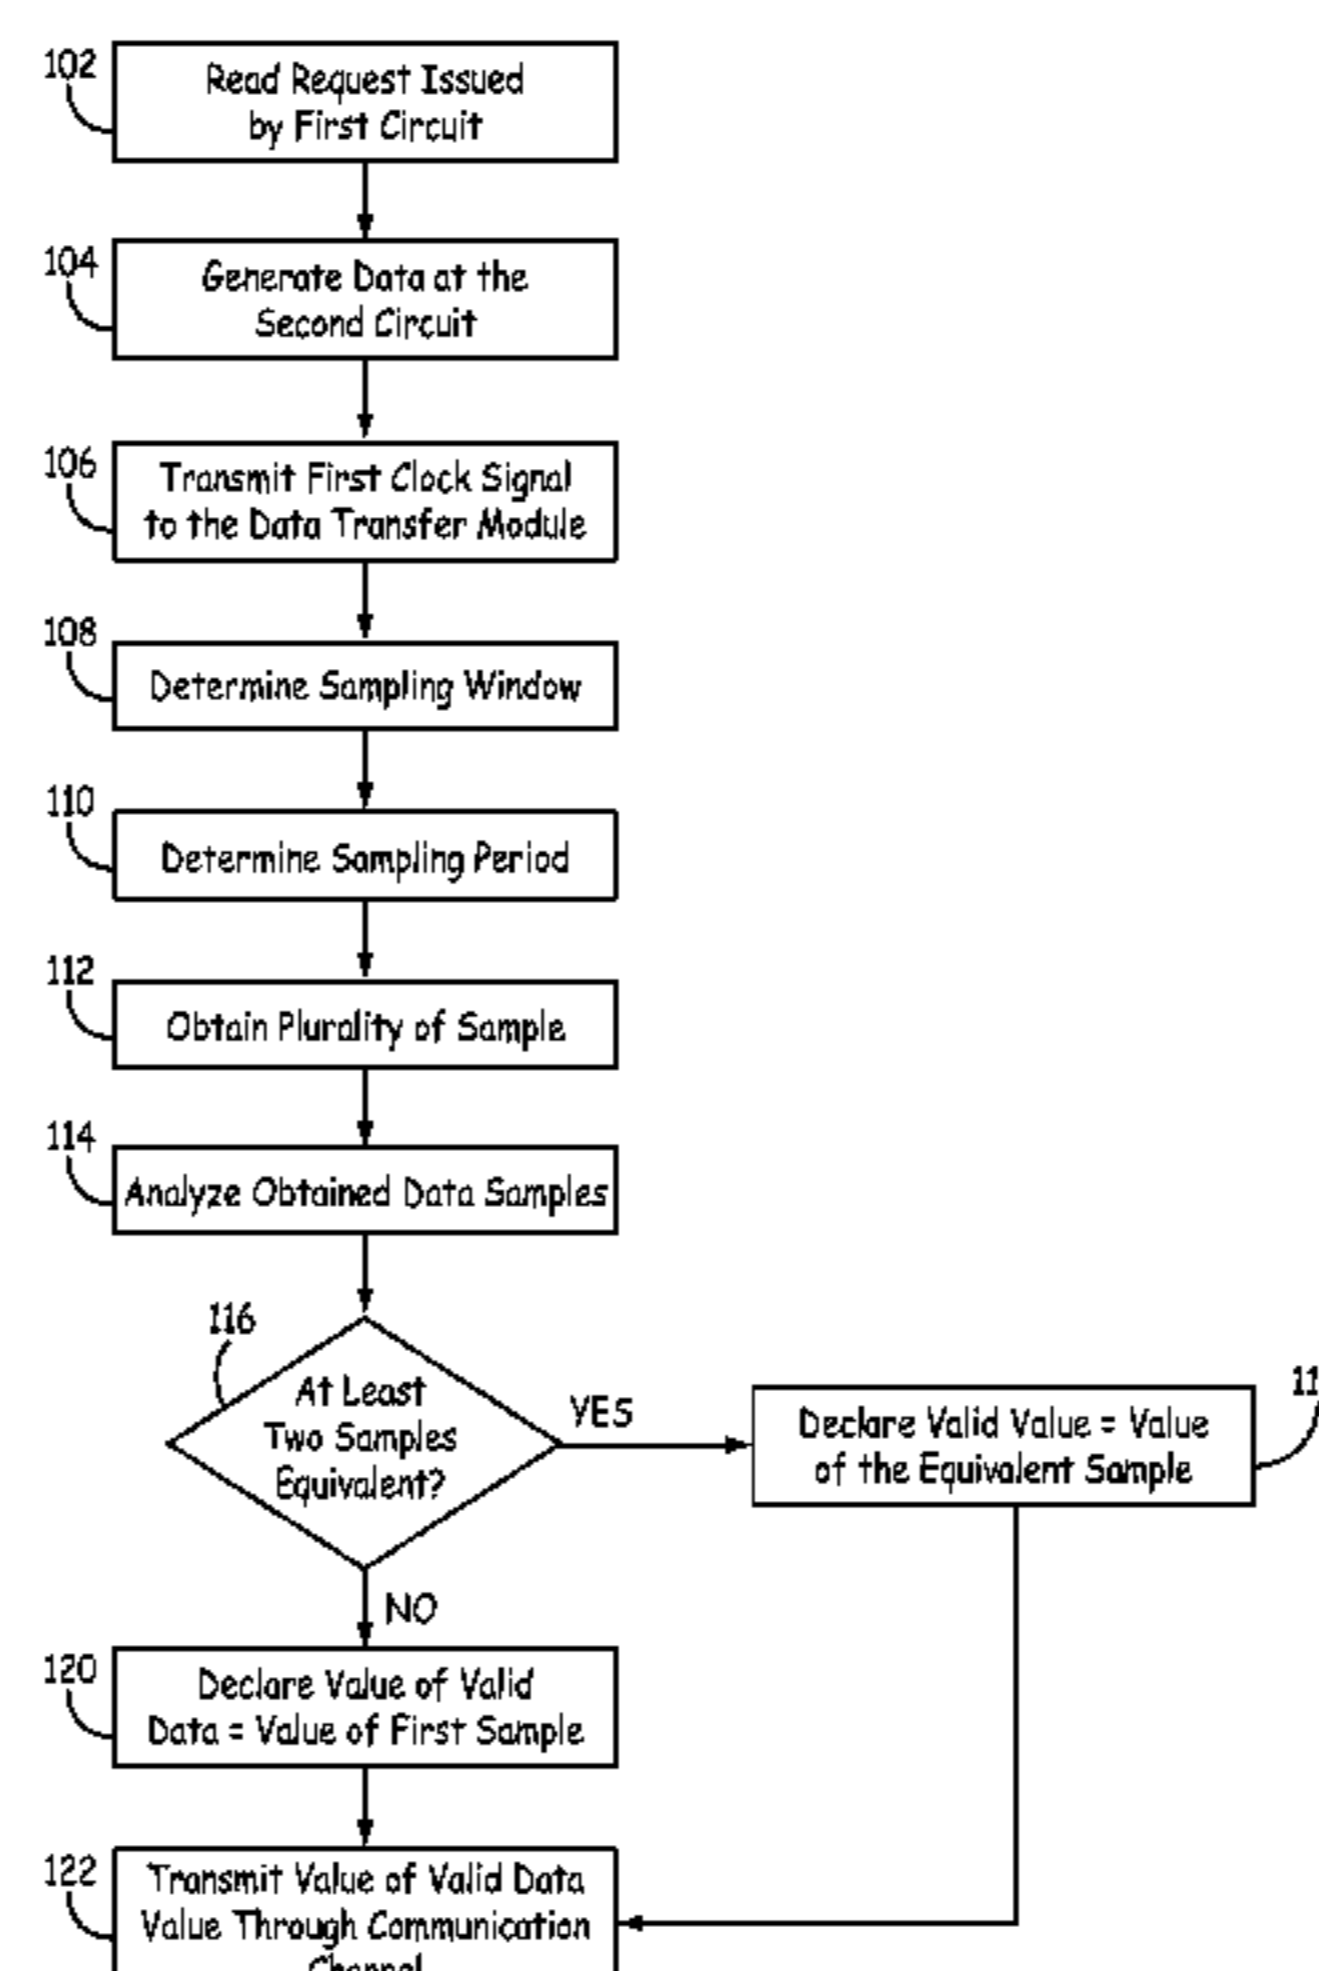 102
Read Request Issued
by First Circuit
104
Generate Data at the
Second Circuit
106
Transmit First Clock Signal
to the Data Transfer Module
108
Determine Sampling Window
110
Determine Sampling Period
112
Obtain Plurality of Sample
114
Analyze Obtained Data Samples
116
At Least
Two Samples
Equivalent?
YES
Declare Valid Value = Value
of the Equivalent Sample
NO
120
Declare Value of Valid
Data = Value of First Sample
122
Transmit Value of Valid Data
Value Through Communication